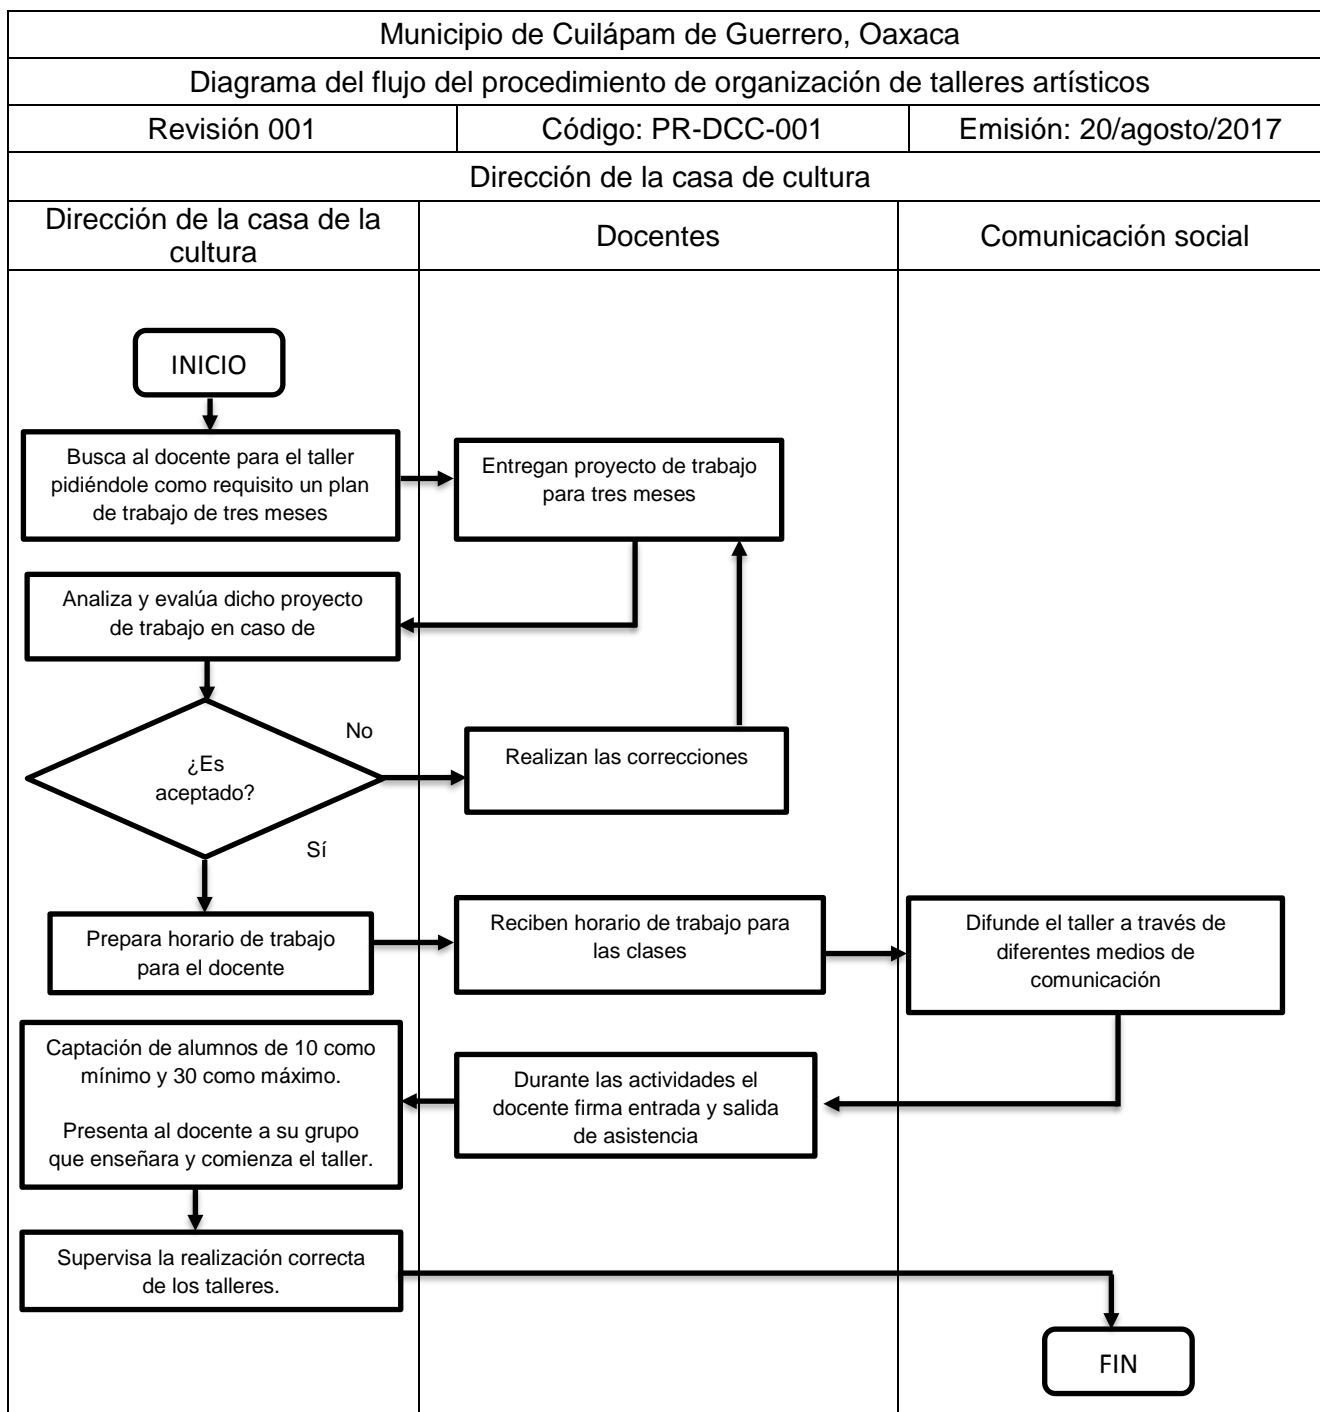 Municipio de Cuilápam de Guerrero, Oaxaca
Diagrama del flujo del procedimiento de organización de talleres artísticos
Revisión 001
Código: PR-DCC-001
Emisión: 20/agosto/2017
Dirección de la casa de cultura
Dirección de la casa de la
cultura
Docentes
Comunicación social
INICIO
Busca al docente para el taller
pidiéndole como requisito un plan
de trabajo de tres meses
Entregan proyecto de trabajo
para tres meses
Analiza y evalúa dicho proyecto
de trabajo en caso de
¿Es
aceptado?
No
Realizan las correcciones
Sí
Prepara horario de trabajo
para el docente
Reciben horario de trabajo para
las clases
Difunde el taller a través de
diferentes medios de
comunicación
Durante las actividades el
docente firma entrada y salida
de asistencia
Captación de alumnos de 10 como
mínimo y 30 como máximo.
Presenta al docente a su grupo
que enseñara y comienza el taller.
Supervisa la realización correcta
de los talleres.
FIN